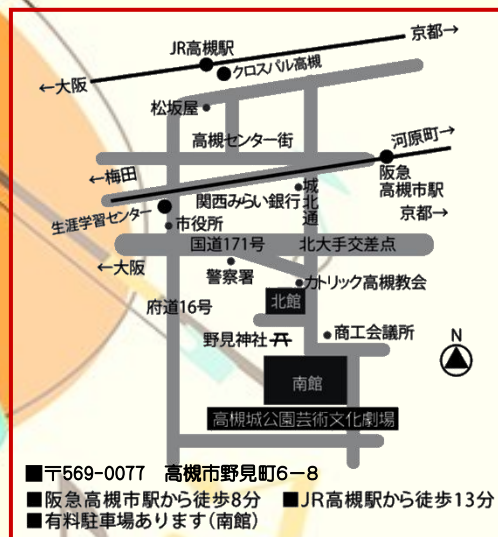 京都→
JR高槻駅
クロスパル高槻
←大阪
松坂屋
高槻センター街
河原町→
←梅田
阪急
高槻市駅
関西みらい銀行
城北通
生涯学習センター
市役所
京都→
国道171号
北大手交差点
←大阪
警察署
カトリック高槻教会
北館
府道16号
野見神社
商工会議所
N
南館
高槻城公園芸術文化劇場
■〒569-0077 高槻市野見町6-8
■阪急高槻市駅から徒歩8分 ■JR高槻駅から徒歩13分
■有料駐車場あります(南館)